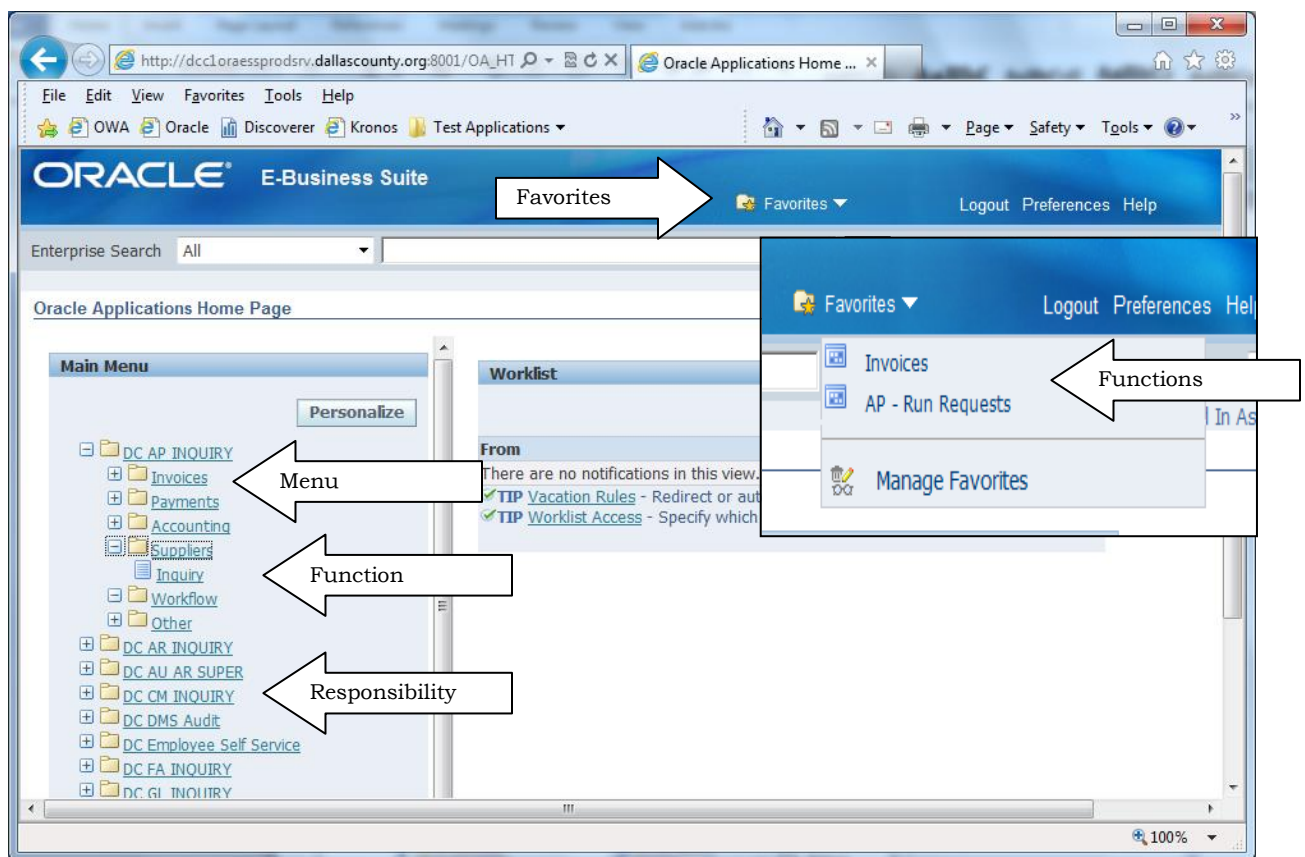 http://dcc1oraessprodsrv.dallascounty.org:8001/OA_HT
Oracle Applications Home ...
File Edit View Favorites Tools Help
OWA Oracle Discoverer Kronos Test Applications
Page Safety Tools
ORACLE® E-Business Suite
Favorites
Favorites Logout Preferences Help
Enterprise Search All
Favorites Logout Preferences Hel
Oracle Applications Home Page
Invoices
Functions
AP - Run Requests
In As
Manage Favorites
Main Menu
Personalize
DC AP INQUIRY
Invoices
Menu
Payments
Accounting
Suppliers
Inquiry
Function
Workflow
Other
DC AR INQUIRY
DC AU AR SUPER
DC CM INQUIRY
Responsibility
DC DMS Audit
DC Employee Self Service
DC FA INQUIRY
DC GL INQUIRY
Worklist
From
There are no notifications in this view.
TIP Vacation Rules - Redirect or aut
TIP Worklist Access - Specify which
100%